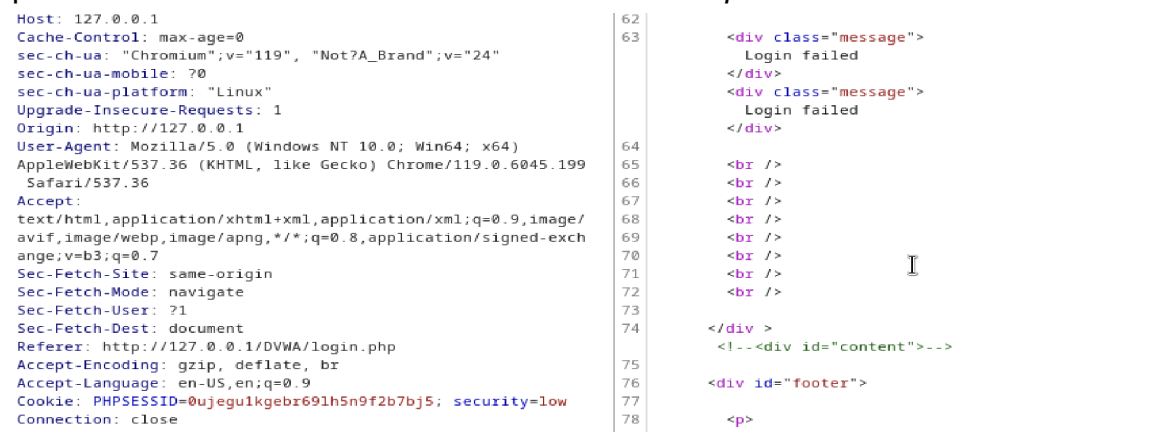 Host: 127.0.0.1
Cache-Control: max-age=0
sec-ch-ua: "Chromium";v="119", "Not?A_Brand";v="24"
sec-ch-ua-mobile: ?0
sec-ch-ua-platform: "Linux"
Upgrade-Insecure-Requests: 1
Origin: http://127.0.0.1
User-Agent: Mozilla/5.0 (Windows NT 10.0; Win64; x64)
AppleWebKit/537.36 (KHTML, like Gecko) Chrome/119.0.6045.199
Safari/537.36
Accept:
text/html,application/xhtml+xml,application/xml;q=0.9,image/
avif,image/webp,image/apng,*/*;q=0.8,application/signed-exch
ange;v=b3;q=0.7
Sec-Fetch-Site: same-origin
Sec-Fetch-Mode: navigate
Sec-Fetch-User: ?1
Sec-Fetch-Dest: document
Referer: http://127.0.0.1/DVWA/login.php
Accept-Encoding: gzip, deflate, br
Accept-Language: en-US,en;q=0.9
Cookie: PHPSESSID=0ujegu1kgebr69lh5n9f2b7bj5; security=low
Connection: close
62
63 <div class="message">
Login failed
</div>
<div class="message">
Login failed
</div>
64
65 <br />
66 <br />
67 <br />
68 <br />
69 <br />
70 <br />
71 <br />
72 <br />
73
74 </div >
<!--<div id="content">-->
75
76 <div id="footer">
77
78 <p>